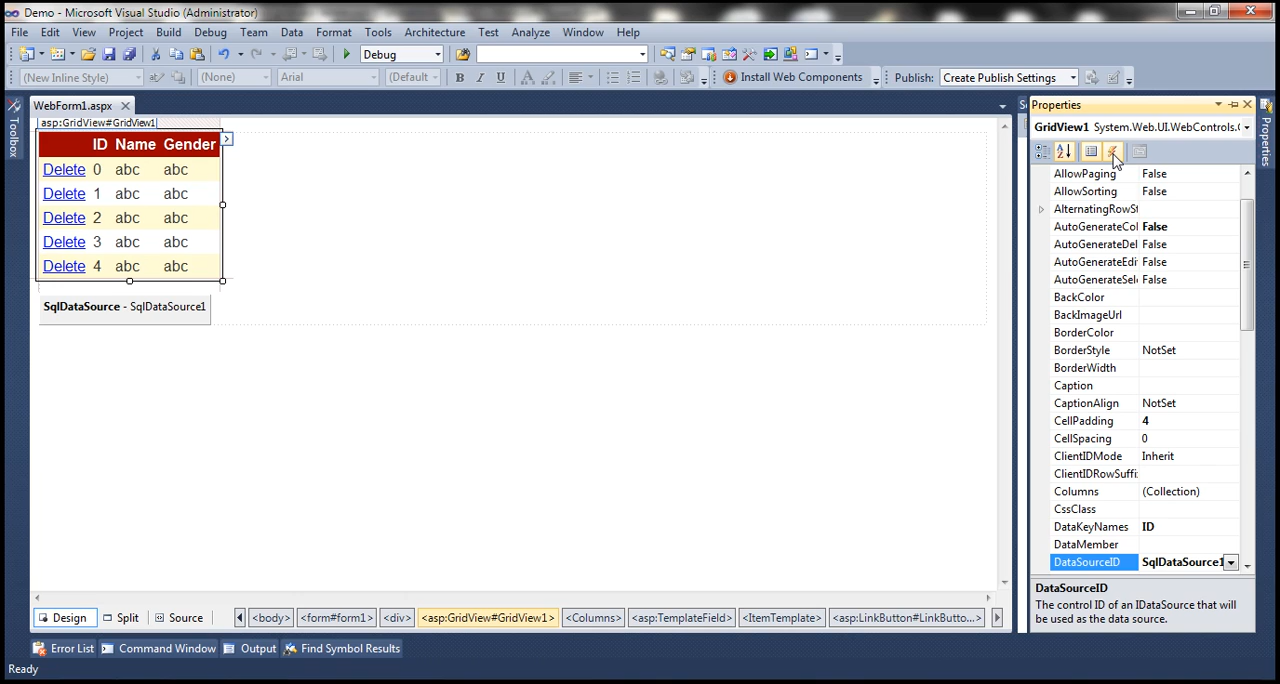 Demo - Microsoft Visual Studio (Administrator)
File Edit View Project Build Debug Team Data Format Tools Architecture Test Analyze Window Help
Debug
(New Inline Style) (None) Arial (Default B I U A Install Web Components Publish: Create Publish Settings
Toolbox
WebForm1.aspx
asp:GridView#GridView1
ID Name Gender
Delete 0 abc abc
Delete 1 abc abc
Delete 2 abc abc
Delete 3 abc abc
Delete 4 abc abc
SqlDataSource - SqlDataSource1
Design Split Source <body> <form#form1> <div> <asp:GridView#GridView1> <Columns> <asp:TemplateField> <ItemTemplate> <asp:LinkButton#LinkButto...>
Properties
GridView1 System.Web.UI.WebControls.(
AllowPaging False
AllowSorting False
AlternatingRowSt
AutoGenerateCol False
AutoGenerateDel False
AutoGenerateEdi False
AutoGenerateSel False
BackColor
BackImageUrl
BorderColor
BorderStyle NotSet
BorderWidth
Caption
CaptionAlign NotSet
CellPadding 4
CellSpacing 0
ClientIDMode Inherit
ClientIDRowSuffi
Columns (Collection)
CssClass
DataKeyNames ID
DataMember
DataSourceID SqlDataSource1
DataSourceID
The control ID of an IDataSource that will
be used as the data source.
Properties
Error List Command Window Output Find Symbol Results
Ready